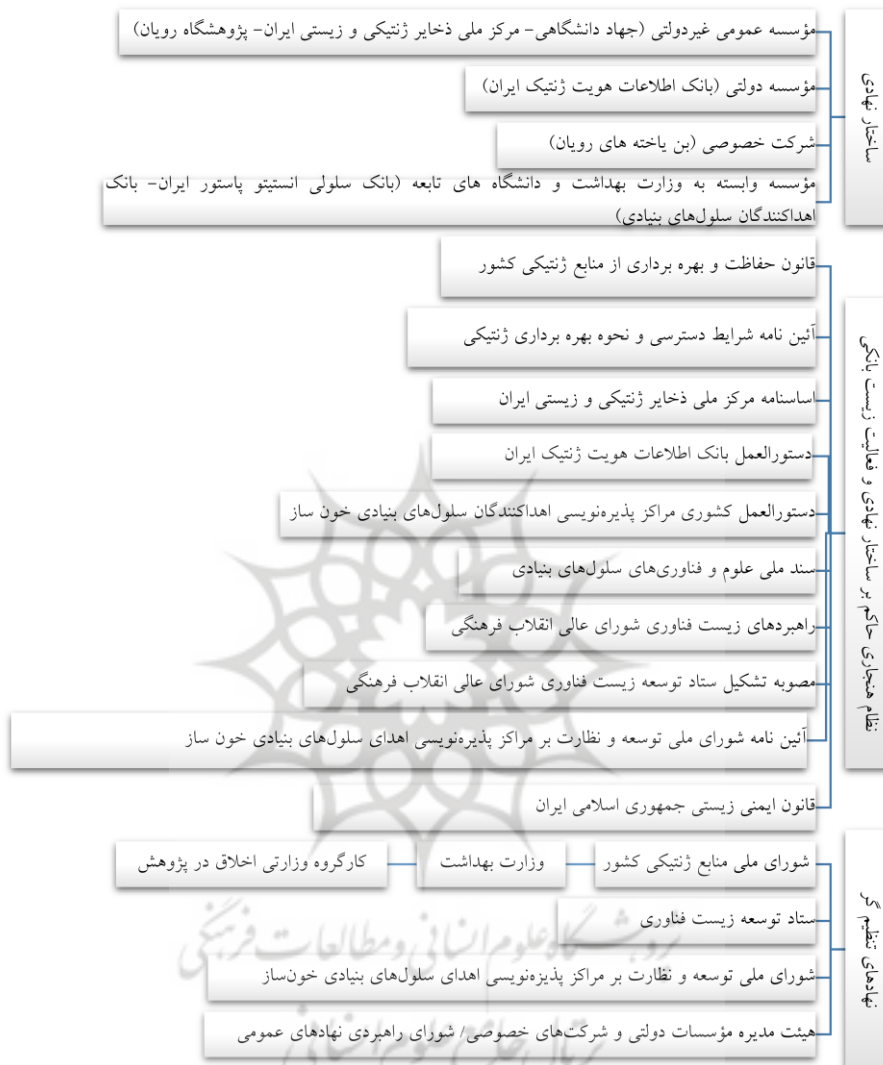 ساختار نهادی
مؤسسه عمومی غیردولتی (جهاد دانشگاهی- مرکز ملی ذخایر ژنتیکی و زیستی ایران- پژوهشگاه رویان)
مؤسسه دولتی (بانک اطلاعات هویت ژنتیک ایران)
شرکت خصوصی (بن یاخته های رویان)
مؤسسه وابسته به وزارت بهداشت و دانشگاه های تابعه (بانک سلولی انستیتو پاستور ایران- بانک
اهداکنندگان سلول‌های بنیادی)
نظام هنجاری حاکم بر ساختار نهادی و فعالیت زیست بانکی
قانون حفاظت و بهره برداری از منابع ژنتیکی کشور
آئین نامه شرایط دسترسی و نحوه بهره برداری ژنتیکی
اساسنامه مرکز ملی ذخایر ژنتیکی و زیستی ایران
دستورالعمل بانک اطلاعات هویت ژنتیک ایران
دستورالعمل کشوری مراکز پذیره‌نویسی اهداکنندگان سلول‌های بنیادی خون ساز
سند ملی علوم و فناوری‌های سلول‌های بنیادی
راهبردهای زیست فناوری شورای عالی انقلاب فرهنگی
مصوبه تشکیل ستاد توسعه زیست فناوری شورای عالی انقلاب فرهنگی
آئین نامه شورای ملی توسعه و نظارت بر مراکز پذیره‌نویسی اهدای سلول‌های بنیادی خون ساز
قانون ایمنی زیستی جمهوری اسلامی ایران
نهادهای تنظیم گر
شورای ملی منابع ژنتیکی کشور
وزارت بهداشت
کارگروه وزارتی اخلاق در پژوهش
ستاد توسعه زیست فناوری
شورای ملی توسعه و نظارت بر مراکز پذیزه‌نویسی اهدای سلول‌های بنیادی خون‌ساز
هیئت مدیره مؤسسات دولتی و شرکت‌های خصوصی/ شورای راهبردی نهادهای عمومی
پژوهشگاه علوم انسانی و مطالعات فرهنگی
پرتال جامع علوم انسانی